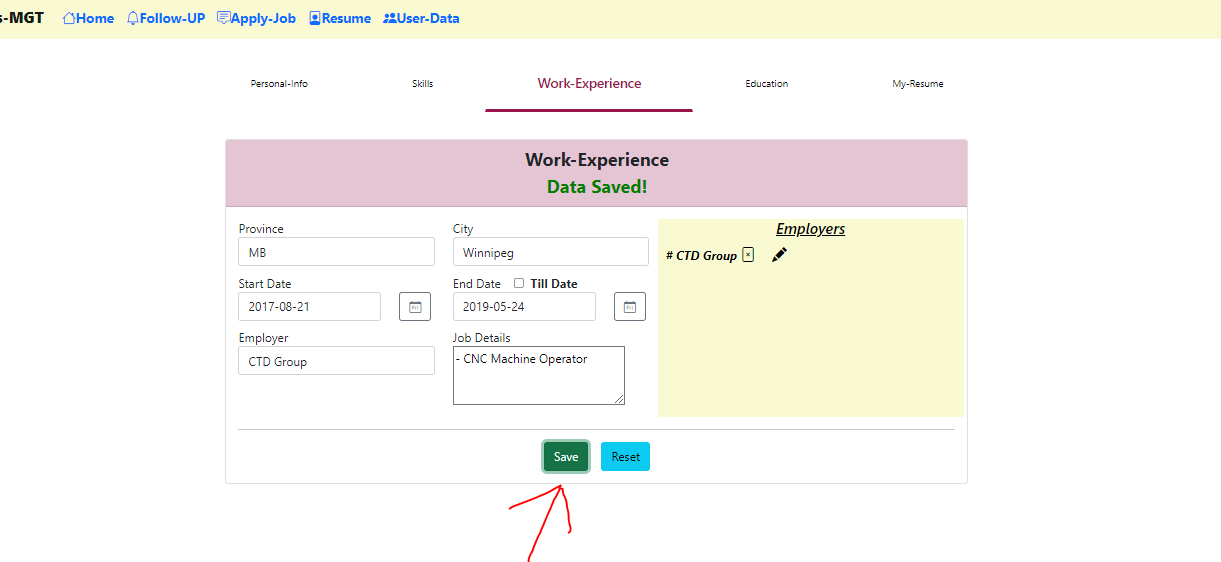 s-MGT Home Follow-UP Apply-Job Resume User-Data
Personal-Info Skills Work-Experience Education My-Resume
Work-Experience
Data Saved!
Province City
MB Winnipeg
Start Date End Date Till Date
2017-08-21 2019-05-24
Employer Job Details
CTD Group - CNC Machine Operator
Employers
# CTD Group
Save Reset